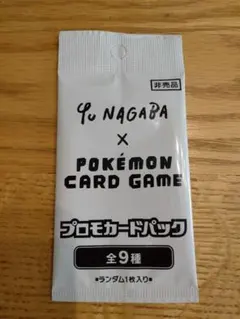 非売品
YU NAGABA
×
POKÉMON
CARD GAME
プロモカードパック
全9種
●ランダム1枚入り●